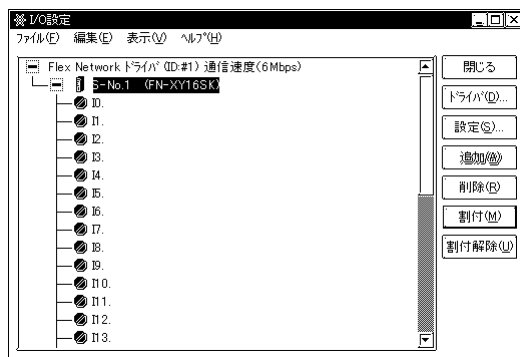 I/O設定
ファイル(F) 編集(E) 表示(V) ヘルプ(H)
Flex Network ドライバ (ID:#1) 通信速度(6Mbps)
S-No.1 (FN-XY16SK)
I0.
I1.
I2.
I3.
I4.
I5.
I6.
I7.
I8.
I9.
I10.
I11.
I12.
I13.
閉じる
ドライバ(D)...
設定(S)...
追加(A)
削除(R)
割付(M)
割付解除(U)